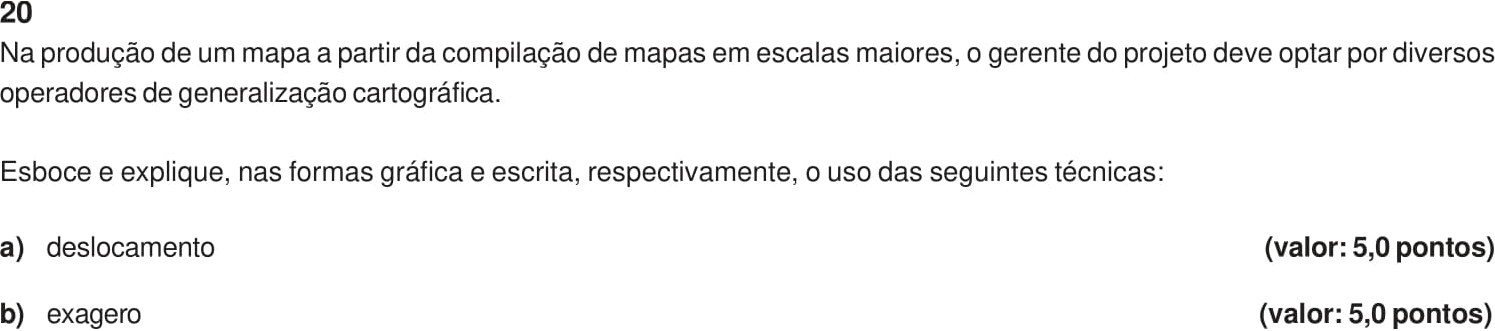 20
Na produção de um mapa a partir da compilação de mapas em escalas maiores, o gerente do projeto deve optar por diversos
operadores de generalização cartográfica.
Esboce e explique, nas formas gráfica e escrita, respectivamente, o uso das seguintes técnicas:
a) deslocamento (valor: 5,0 pontos)
b) exagero (valor: 5,0 pontos)